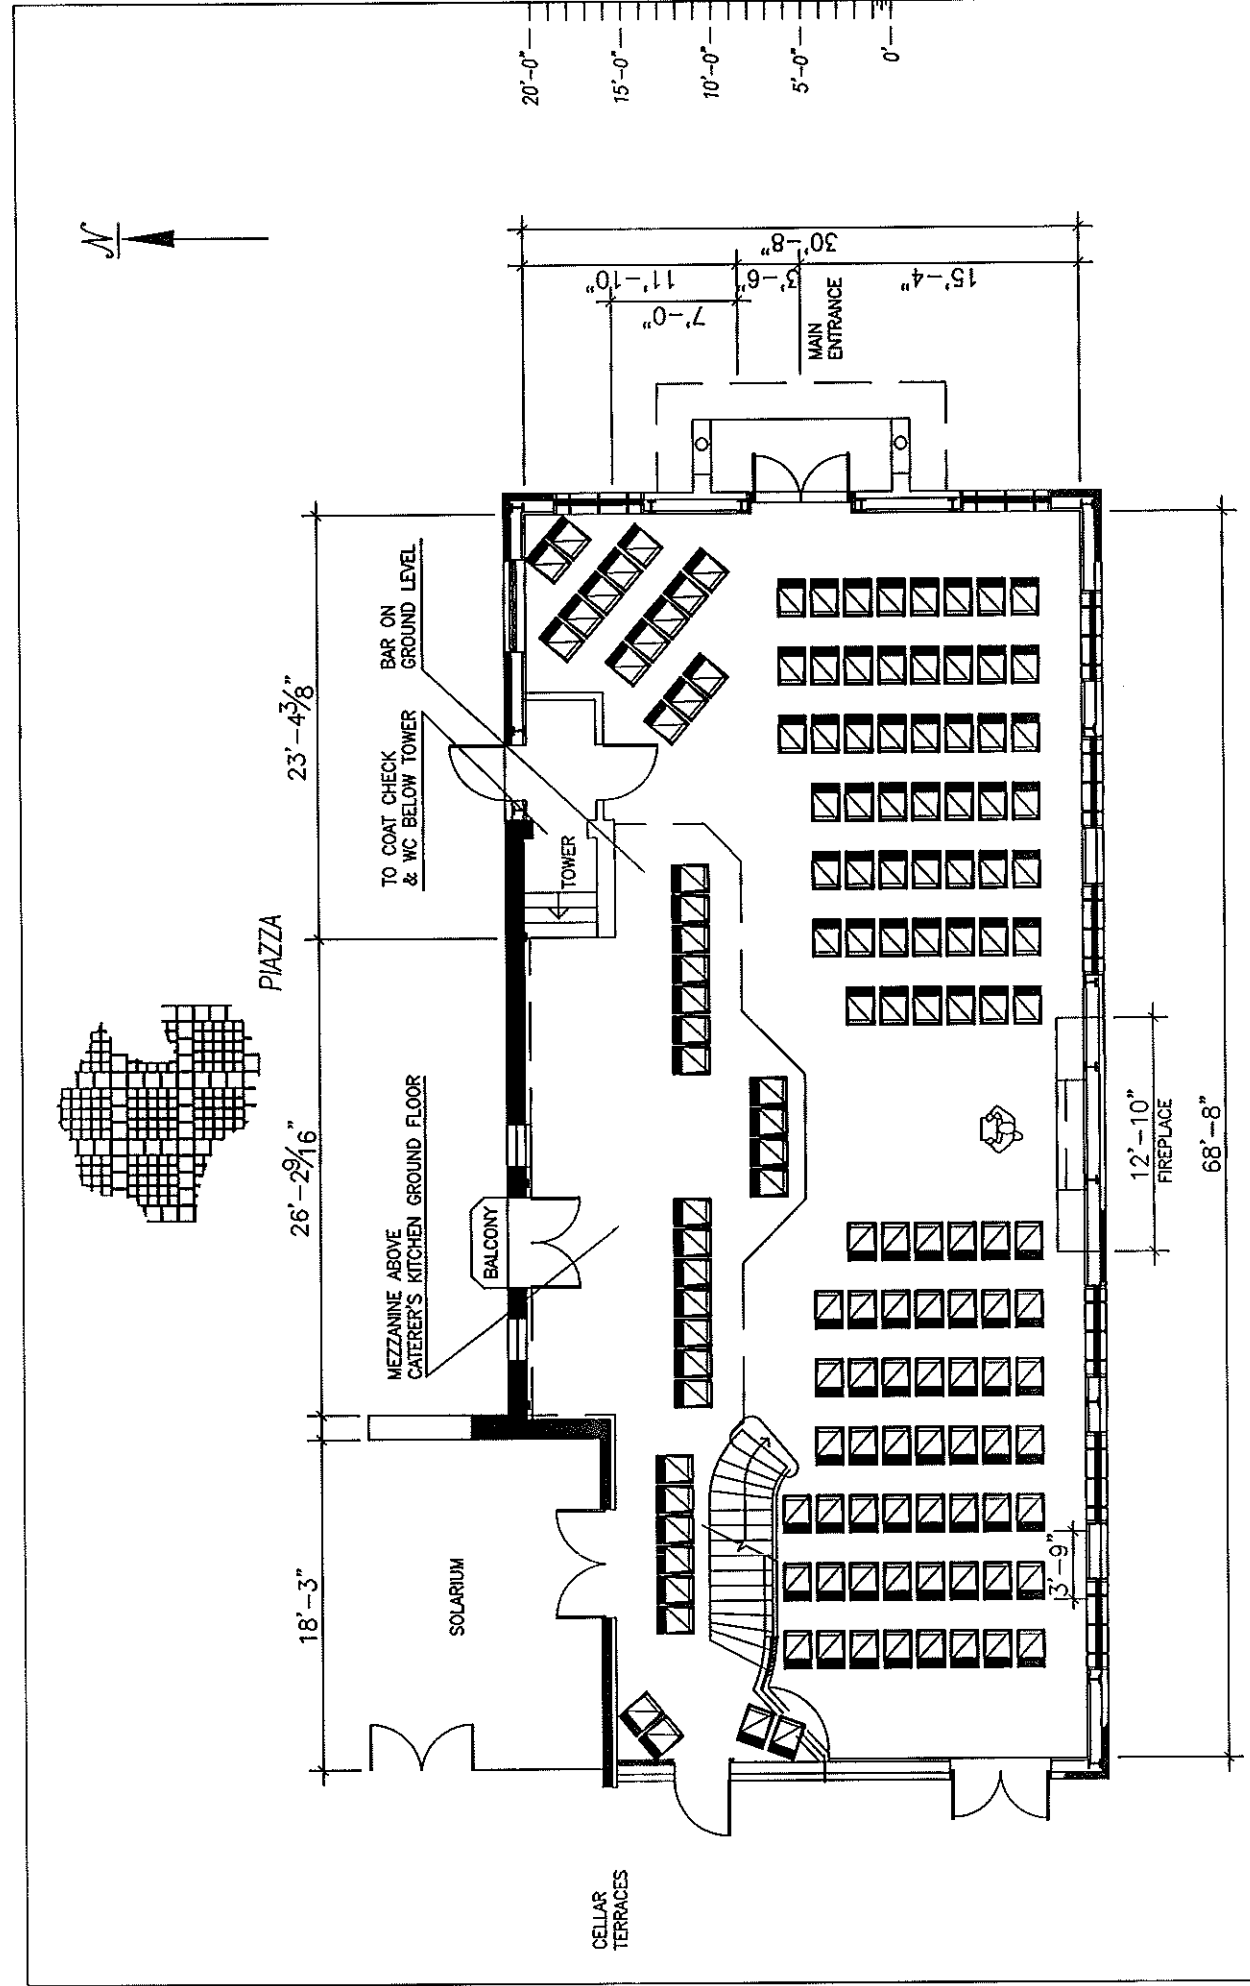 N
PIAZZA
18'-3"
26'-2 9/16"
23'-4 3/8"
MEZZANINE ABOVE
CATERER'S KITCHEN GROUND FLOOR
TO COAT CHECK
& WC BELOW TOWER
BAR ON
GROUND LEVEL
BALCONY
SOLARIUM
TOWER
CELLAR
TERRACES
MAIN
ENTRANCE
7'-0"
11'-10"
3'-6"
15'-4"
30'-8"
3'-9"
12'-10"
FIREPLACE
68'-8"
20'-0"
15'-0"
10'-0"
5'-0"
0'